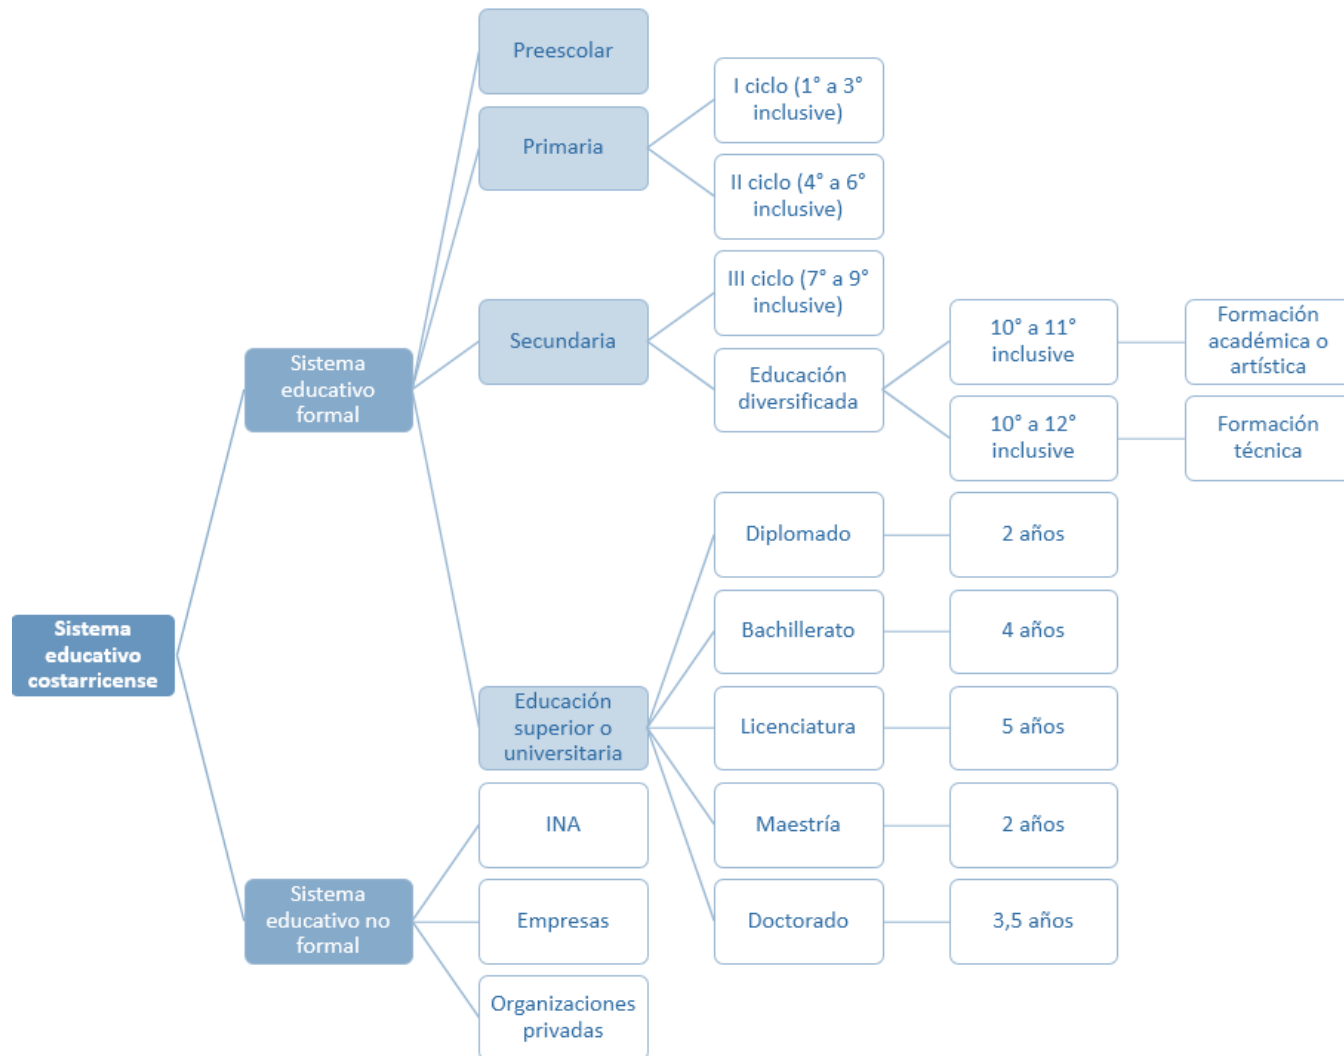 Preescolar
Primaria
I ciclo (1° a 3°
inclusive)
II ciclo (4° a 6°
inclusive)
Secundaria
III ciclo (7° a 9°
inclusive)
Educación
diversificada
10° a 11°
inclusive
Formación
académica o
artística
10° a 12°
inclusive
Formación
técnica
Sistema
educativo
formal
Diplomado
2 años
Bachillerato
4 años
Sistema
educativo
costarricense
Educación
superior o
universitaria
Licenciatura
5 años
INA
Maestría
2 años
Sistema
educativo no
formal
Empresas
Doctorado
3,5 años
Organizaciones
privadas